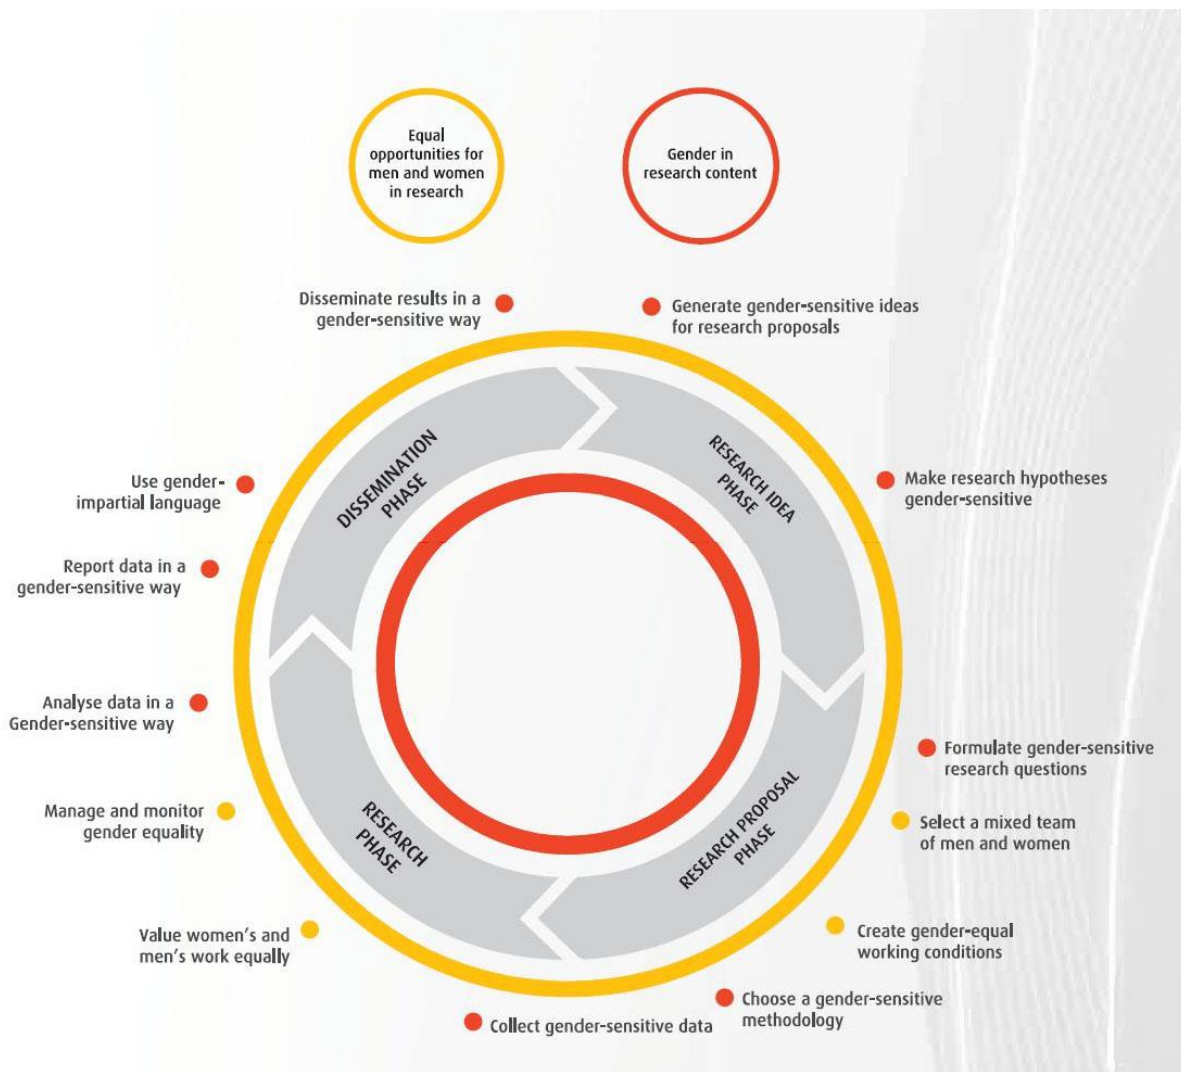 Equal
opportunities for
men and women
in research
Gender in
research content
Disseminate results in a
gender-sensitive way
Generate gender-sensitive ideas
for research proposals
DISSEMINATION
PHASE
RESEARCH IDEA
PHASE
Use gender-
impartial language
Make research hypotheses
gender-sensitive
Report data in a
gender-sensitive way
Analyse data in a
Gender-sensitive way
Formulate gender-sensitive
research questions
Manage and monitor
gender equality
Select a mixed team
of men and women
RESEARCH
PHASE
RESEARCH PROPOSAL
PHASE
Value women’s and
men’s work equally
Create gender-equal
working conditions
Collect gender-sensitive data
Choose a gender-sensitive
methodology